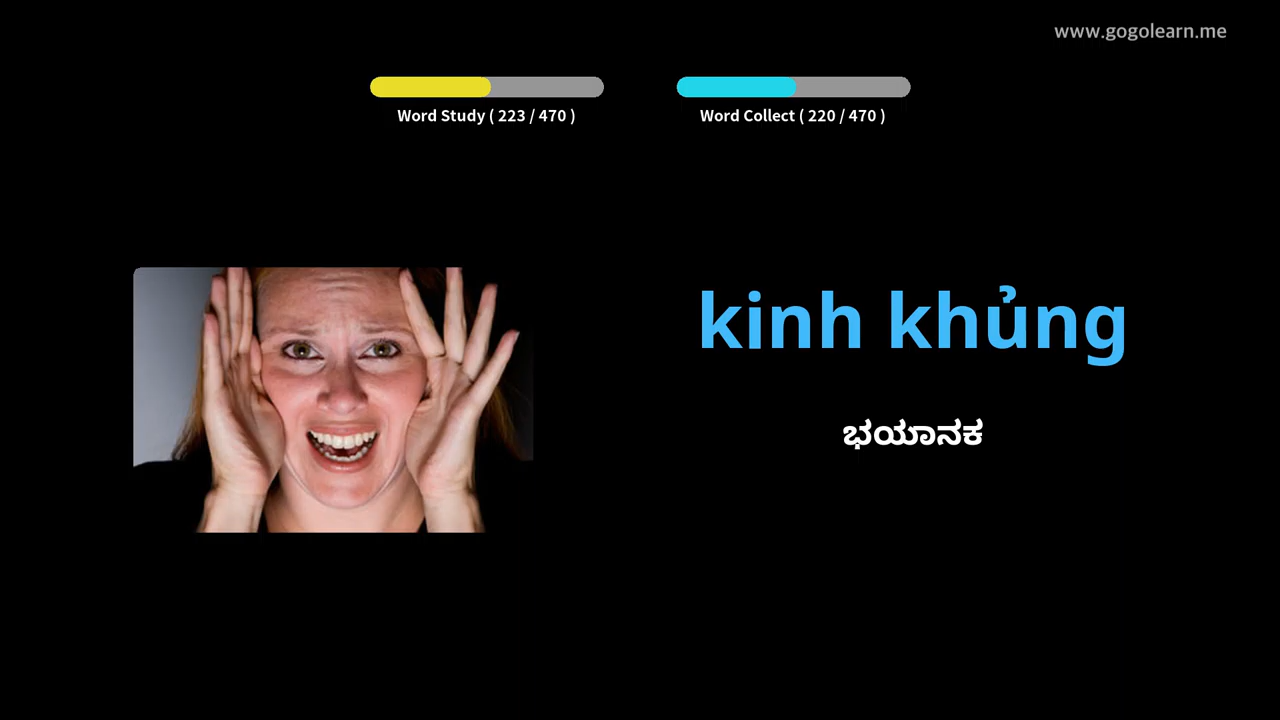 www.gogolearn.me
Word Study ( 223 / 470 )
Word Collect ( 220 / 470 )
kinh khủng
ಭಯಾನಕ